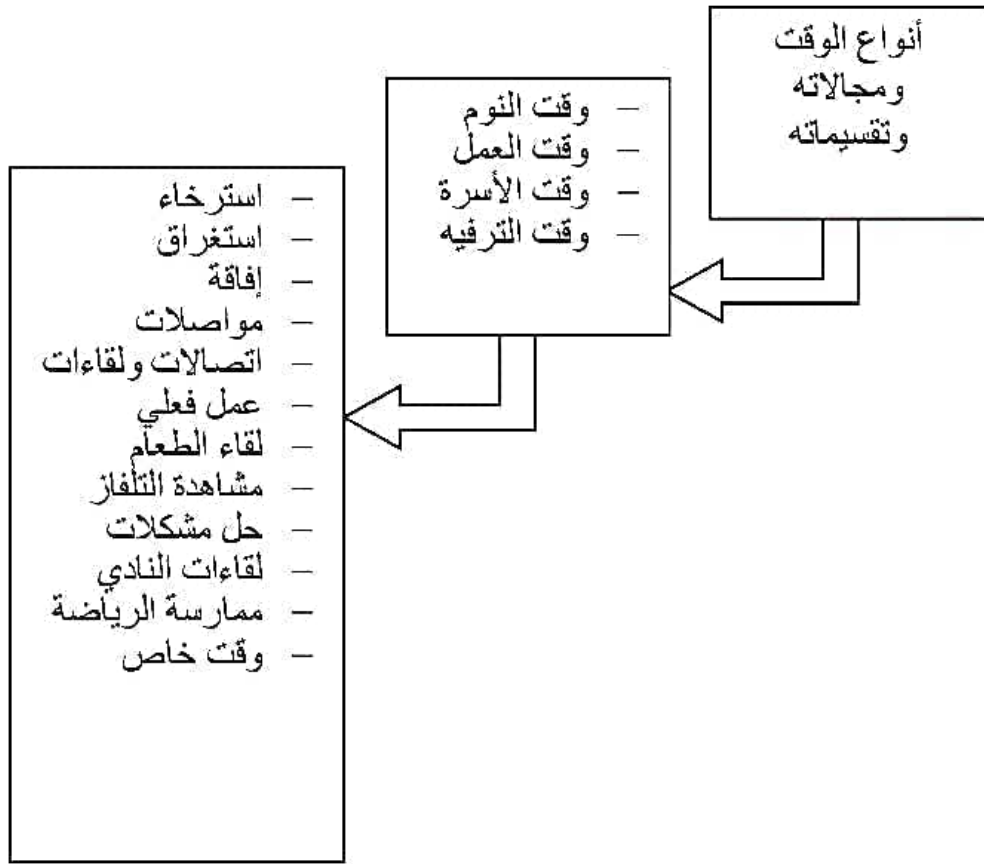 أنواع الوقت
ومجالاته
وتقسيماته
– وقت النوم
– وقت العمل
– وقت الأسرة
– وقت الترفيه
– استرخاء
– استغراق
– إفاقة
– مواصلات
– اتصالات ولقاءات
– عمل فعلي
– لقاء الطعام
– مشاهدة التلفاز
– حل مشكلات
– لقاءات النادي
– ممارسة الرياضة
– وقت خاص